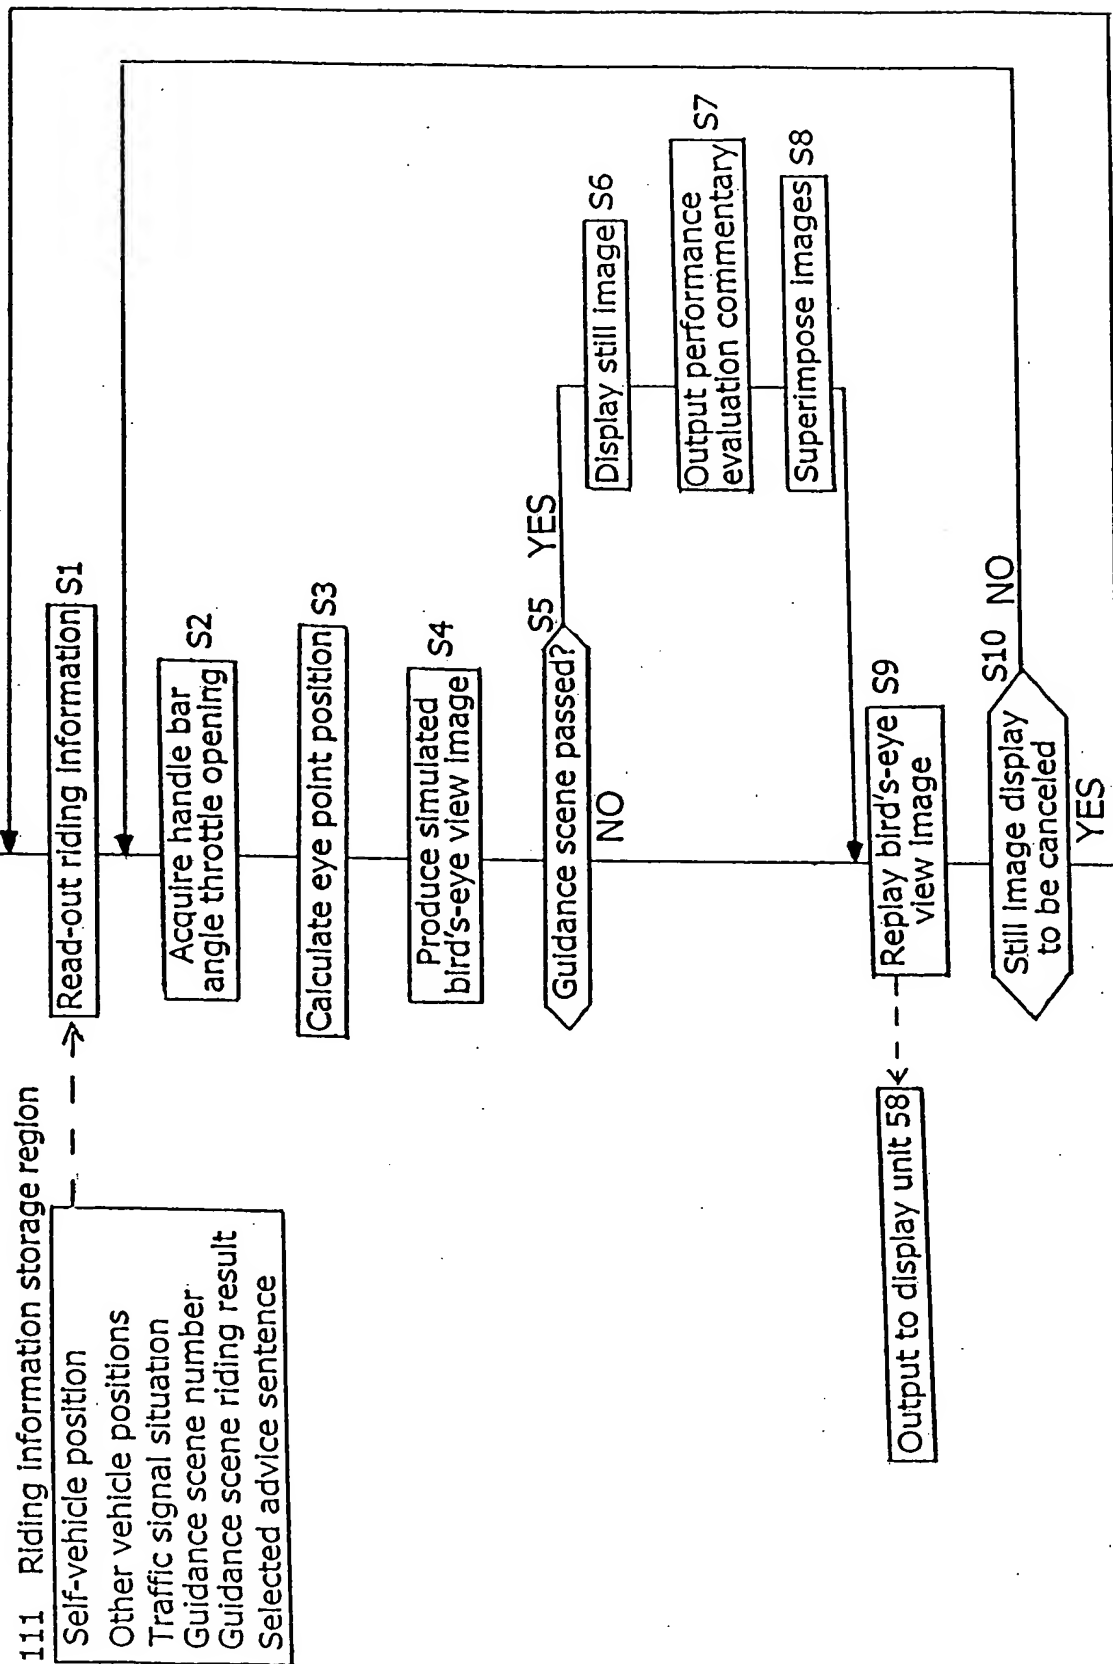 111 Riding information storage region
Self-vehicle position
Other vehicle positions
Traffic signal situation
Guidance scene number
Guidance scene riding result
Selected advice sentence
Read-out riding information S1
Acquire handle bar
angle throttle opening
S2
Calculate eye point position S3
Produce simulated
bird's-eye view image
S4
Guidance scene passed?
S5 YES
NO
Display still image S6
Output performance
evaluation commentary
S7
Superimpose images S8
Replay bird's-eye
view image
S9
Output to display unit 58
Still image display
to be canceled
S10 NO
YES